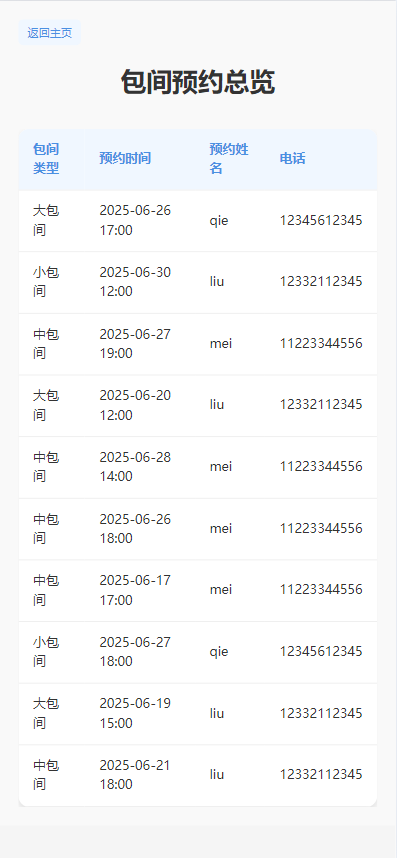 返回主页
包间预约总览
包间
类型 预约时间 预约姓
名 电话
大包
间 2025-06-26
17:00 qie 12345612345
小包
间 2025-06-30
12:00 liu 12332112345
中包
间 2025-06-27
19:00 mei 11223344556
大包
间 2025-06-20
12:00 liu 12332112345
中包
间 2025-06-28
14:00 mei 11223344556
中包
间 2025-06-26
18:00 mei 11223344556
中包
间 2025-06-17
17:00 mei 11223344556
小包
间 2025-06-27
18:00 qie 12345612345
大包
间 2025-06-19
15:00 liu 12332112345
中包
间 2025-06-21
18:00 liu 12332112345